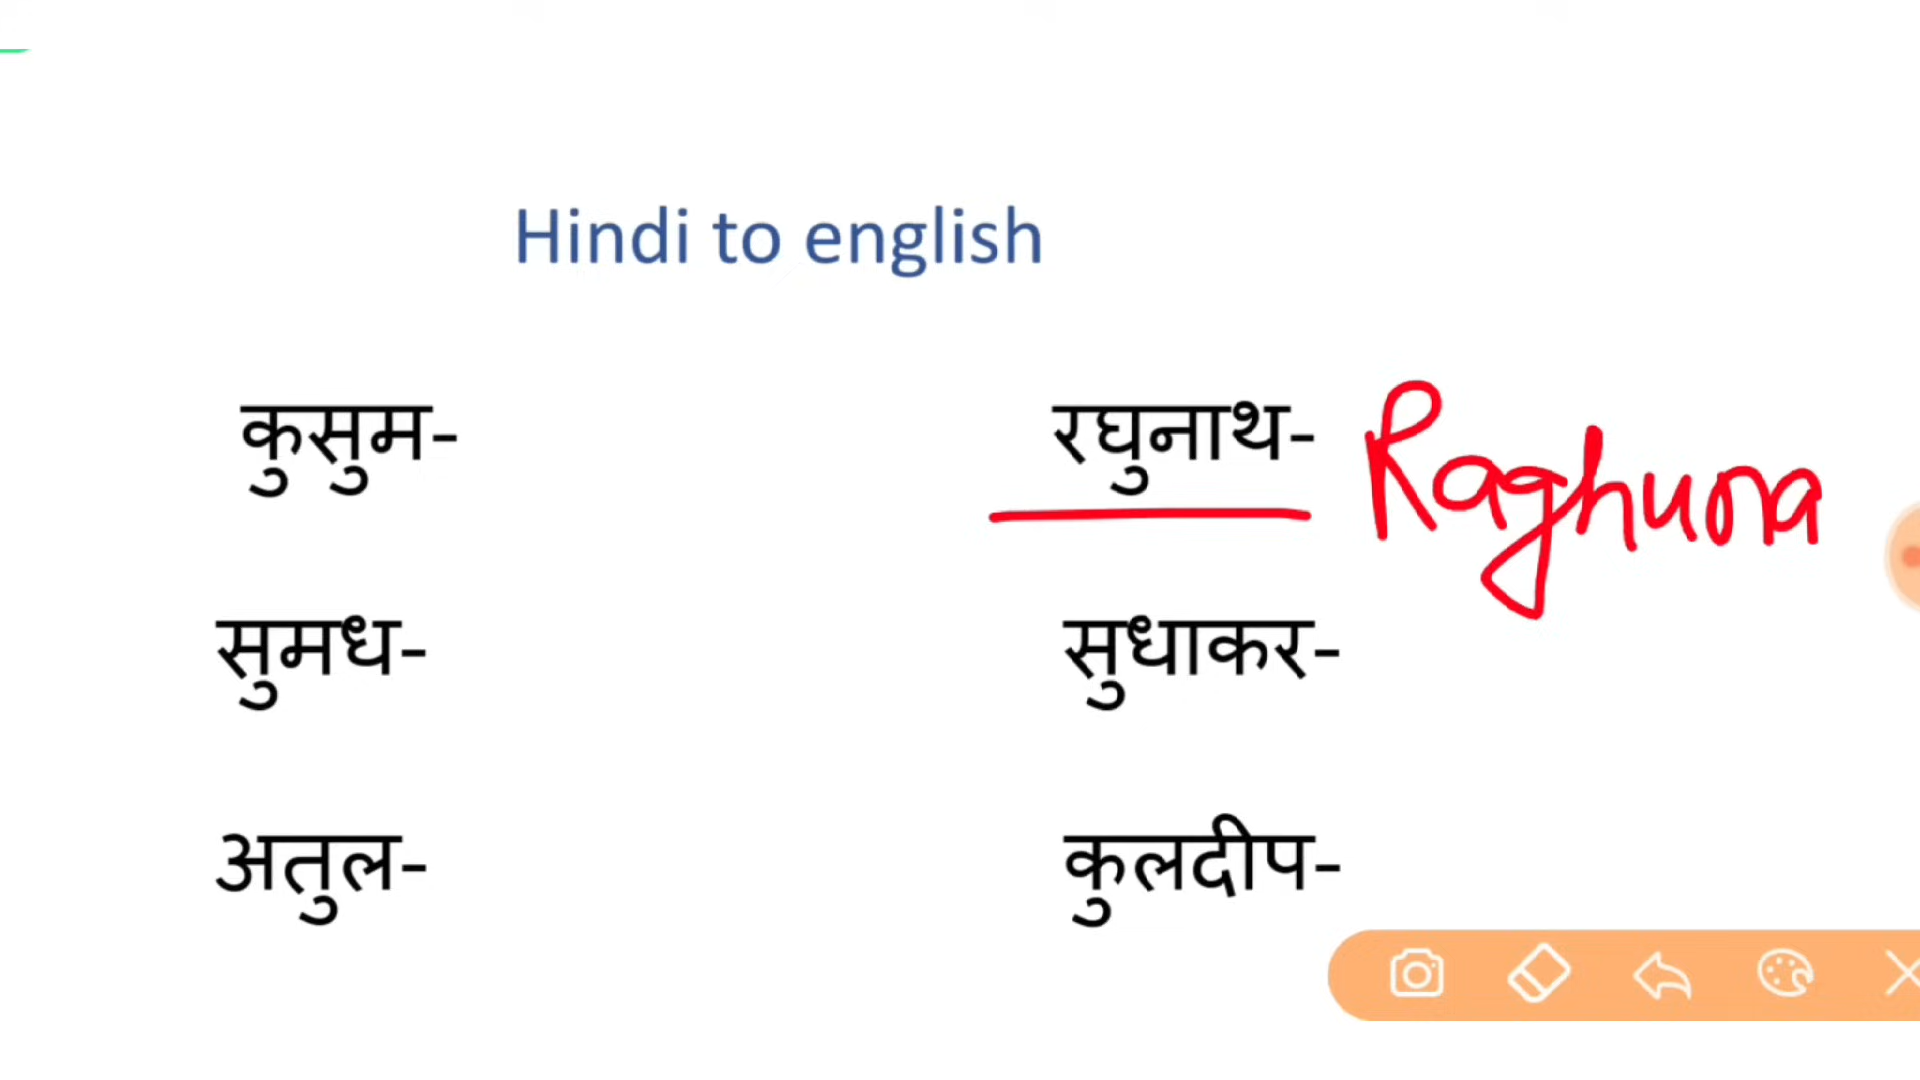 Hindi to english
कुसुम- रघुनाथ- Raghuna
सुमध- सुधाकर-
अतुल- कुलदीप-